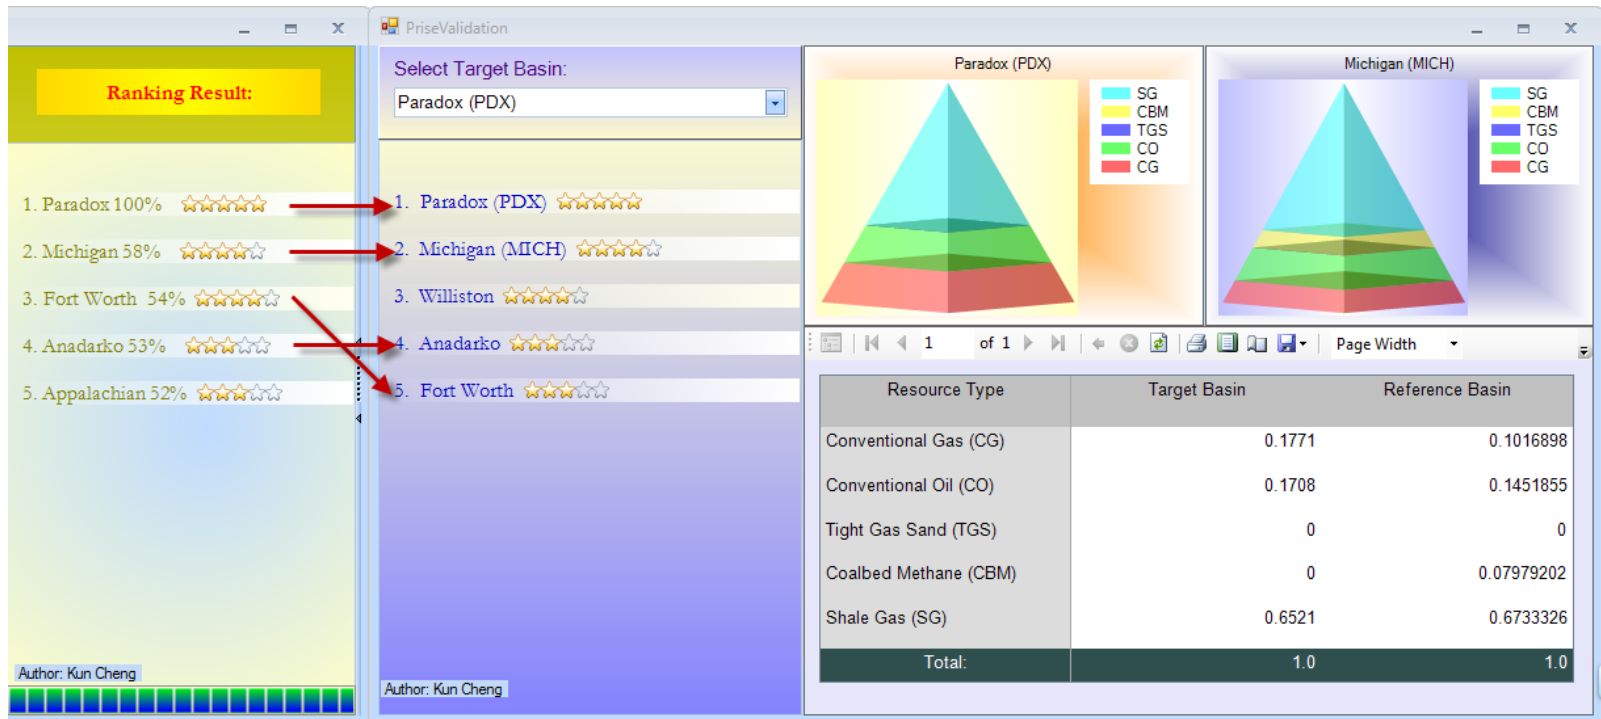 Ranking Result:
1. Paradox 100%
2. Michigan 58%
3. Fort Worth 54%
4. Anadarko 53%
5. Appalachian 52%
Author: Kun Cheng
PriseValidation
Select Target Basin:
Paradox (PDX)
1. Paradox (PDX)
2. Michigan (MICH)
3. Williston
4. Anadarko
5. Fort Worth
Author: Kun Cheng
Paradox (PDX)
SG
CBM
TGS
CO
CG
Michigan (MICH)
SG
CBM
TGS
CO
CG
1 of 1 Page Width
Resource Type Target Basin Reference Basin
Conventional Gas (CG) 0.1771 0.1016898
Conventional Oil (CO) 0.1708 0.1451855
Tight Gas Sand (TGS) 0 0
Coalbed Methane (CBM) 0 0.07979202
Shale Gas (SG) 0.6521 0.6733326
Total: 1.0 1.0